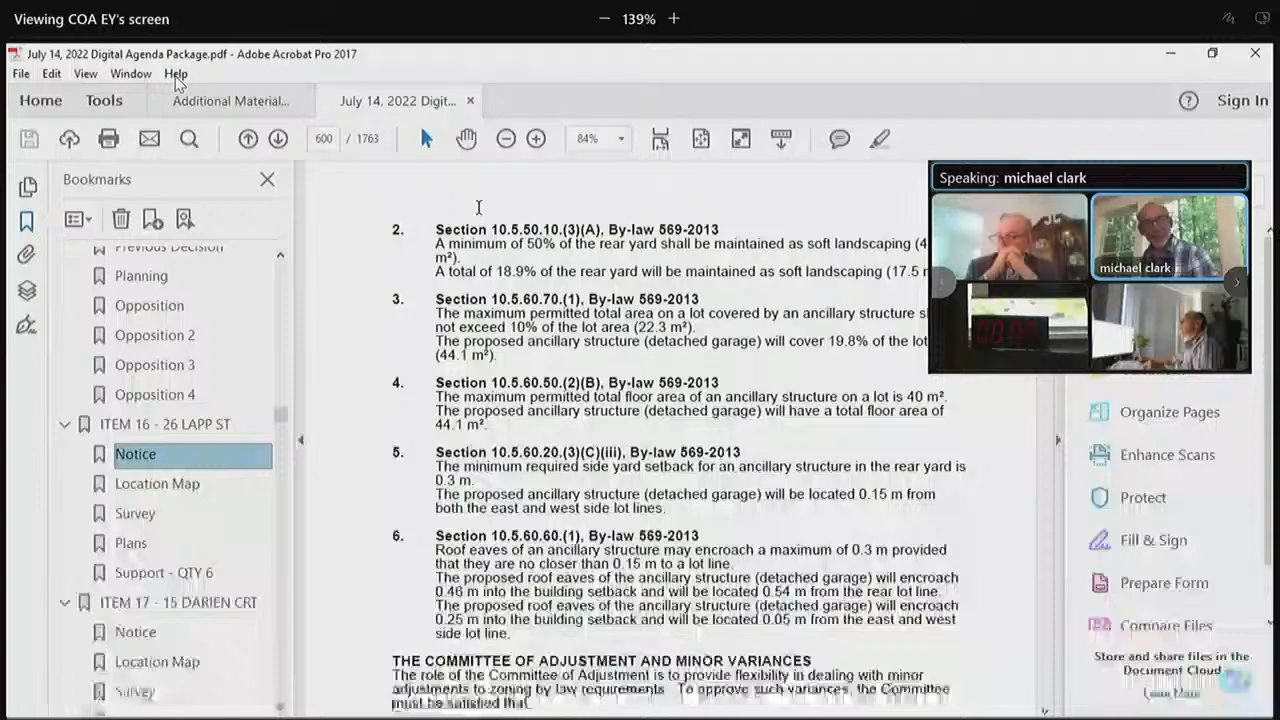 Viewing COA EY's screen
139%
July 14, 2022 Digital Agenda Package.pdf - Adobe Acrobat Pro 2017
File Edit View Window Help
Home Tools Additional Material... July 14, 2022 Digit... × Sign In
600 / 1763 84%
Bookmarks
Previous Decision
Planning
Opposition
Opposition 2
Opposition 3
Opposition 4
ITEM 16 - 26 LAPP ST
Notice
Location Map
Survey
Plans
Support - QTY 6
ITEM 17 - 15 DARIEN CRT
Notice
Location Map
Survey
2. Section 10.5.50.10.(3)(A), By-law 569-2013
A minimum of 50% of the rear yard shall be maintained as soft landscaping (4
m²).
A total of 18.9% of the rear yard will be maintained as soft landscaping (17.5 m
3. Section 10.5.60.70.(1), By-law 569-2013
The maximum permitted total area on a lot covered by an ancillary structure s
not exceed 10% of the lot area (22.3 m²).
The proposed ancillary structure (detached garage) will cover 19.8% of the lot
(44.1 m²).
4. Section 10.5.60.50.(2)(B), By-law 569-2013
The maximum permitted total floor area of an ancillary structure on a lot is 40 m².
The proposed ancillary structure (detached garage) will have a total floor area of
44.1 m².
5. Section 10.5.60.20.(3)(C)(iii), By-law 569-2013
The minimum required side yard setback for an ancillary structure in the rear yard is
0.3 m.
The proposed ancillary structure (detached garage) will be located 0.15 m from
both the east and west side lot lines.
6. Section 10.5.60.60.(1), By-law 569-2013
Roof eaves of an ancillary structure may encroach a maximum of 0.3 m provided
that they are no closer than 0.15 m to a lot line.
The proposed roof eaves of the ancillary structure (detached garage) will encroach
0.46 m into the building setback and will be located 0.54 m from the rear lot line.
The proposed roof eaves of the ancillary structure (detached garage) will encroach
0.25 m into the building setback and will be located 0.05 m from the east and west
side lot line.
THE COMMITTEE OF ADJUSTMENT AND MINOR VARIANCES
The role of the Committee of Adjustment is to provide flexibility in dealing with minor
adjustments to zoning by law requirements. To approve such variances, the Committee
must be satisfied that
Speaking: michael clark
michael clark
Organize Pages
Enhance Scans
Protect
Fill & Sign
Prepare Form
Compare Files
Store and share files in the
Document Cloud
Learn More